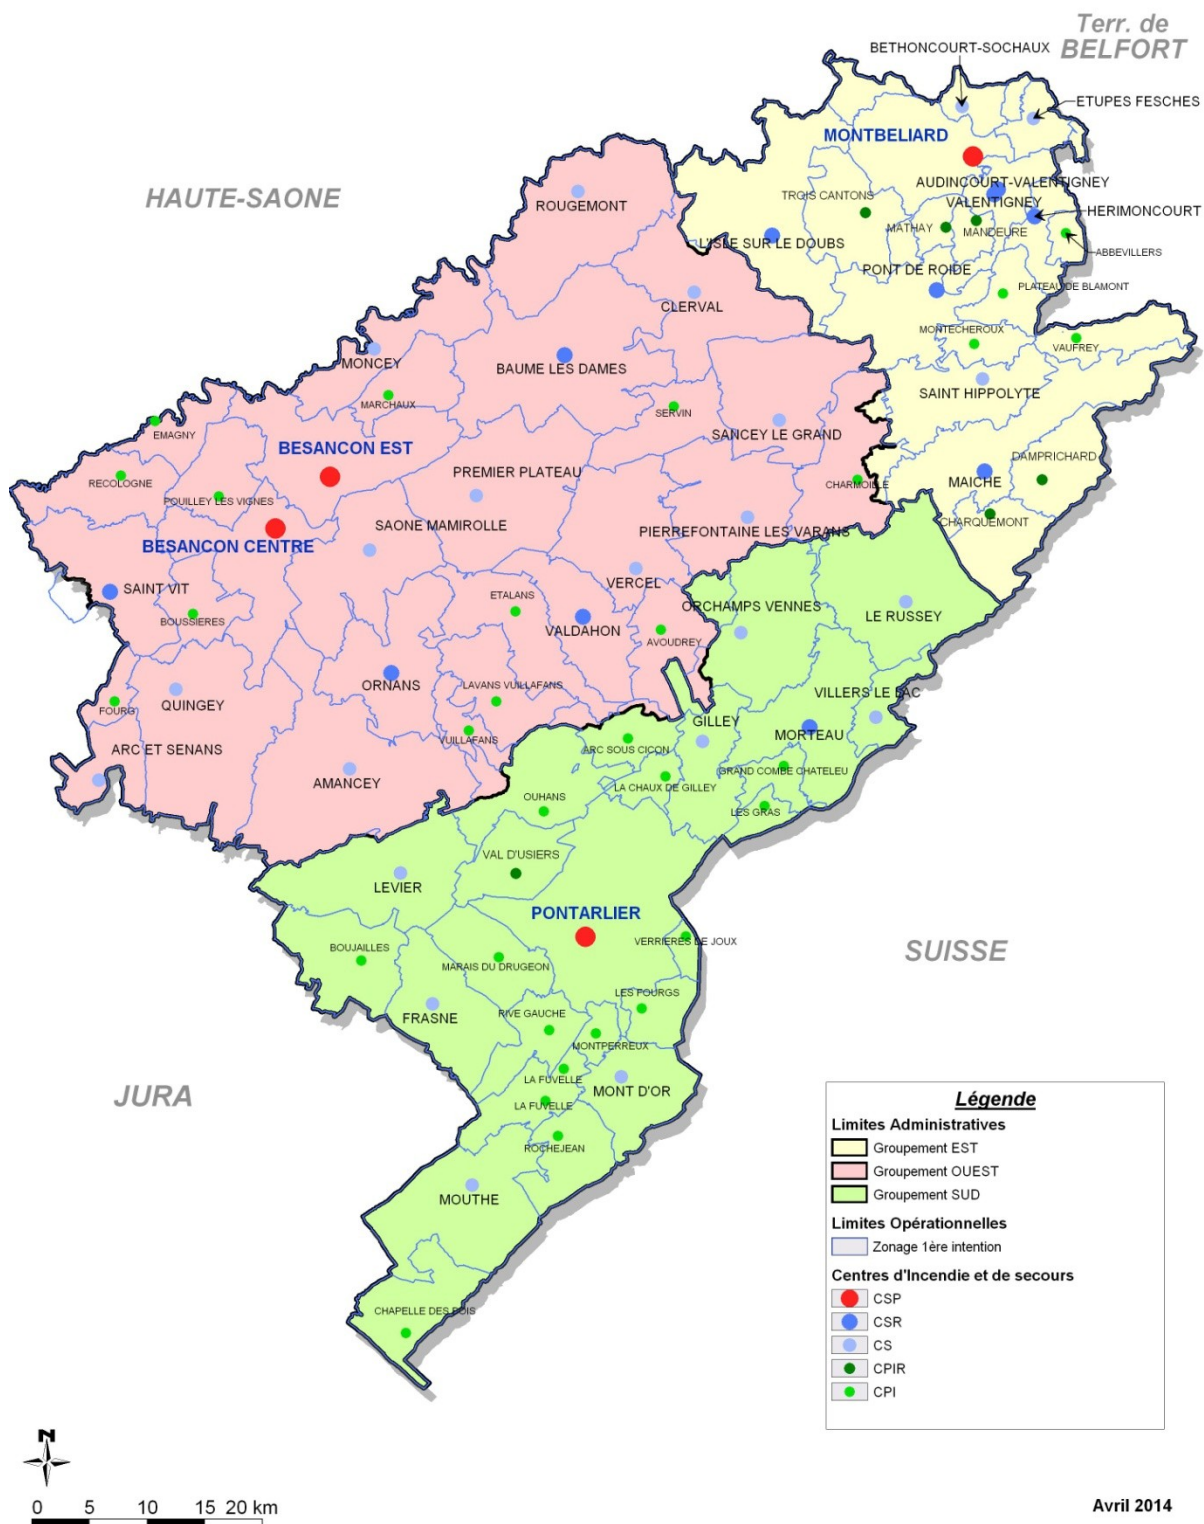 Terr. de
BELFORT
BETHONCOURT-SOCHAUX
ETUPES FESCHES
MONTBELIARD
HAUTE-SAONE
ROUGEMONT
TROIS CANTONS
AUDINCOURT-VALENTIGNEY
VALENTIGNEY
HERIMONCOURT
MATHAY
MANDEURE
L'ISLE SUR LE DOUBS
ABBEVILLERS
PONT DE ROIDE
PLATEAU DE BLAMONT
CLERVAL
MONTECHEROUX
VAUFREY
MONCEY
BAUME LES DAMES
SAINT HIPPOLYTE
MARCHAUX
SERVIN
EMAGNY
SANCEY LE GRAND
BESANCON EST
PREMIER PLATEAU
DAMPRICHARD
RECOLOGNE
MAICHE
CHARMOILLE
POUILLEY LES VIGNES
CHARQUEMONT
SAONE MAMIROLLE
PIERREFONTAINE LES VARANS
BESANCON CENTRE
VERCEL
SAINT VIT
ETALANS
ORCHAMPS VENNES
LE RUSSEY
BOUSSIERES
VALDAHON
AVOUDREY
ORNANS
LAVANS VUILLAFANS
VILLERS LE LAC
QUINGEY
FOURG
GILLEY
MORTEAU
VUILLAFANS
ARC SOUS CICON
ARC ET SENANS
GRAND COMBE CHATELEU
AMANCEY
LA CHAUX DE GILLEY
OUHANS
LES GRAS
VAL D'USIERS
LEVIER
PONTARLIER
VERRIERES DE JOUX
BOUJAILLES
SUISSE
MARAIS DU DRUGEON
LES FOURGS
FRASNE
RIVE GAUCHE
MONTPERREUX
LA FUVELLE
MONT D'OR
JURA
LA FUVELLE
ROCHEJEAN
MOUTHE
CHAPELLE DES BOIS
Légende
Limites Administratives
Groupement EST
Groupement OUEST
Groupement SUD
Limites Opérationnelles
Zonage 1ère intention
Centres d'Incendie et de secours
CSP
CSR
CS
CPIR
CPI
N
0 5 10 15 20 km
Avril 2014